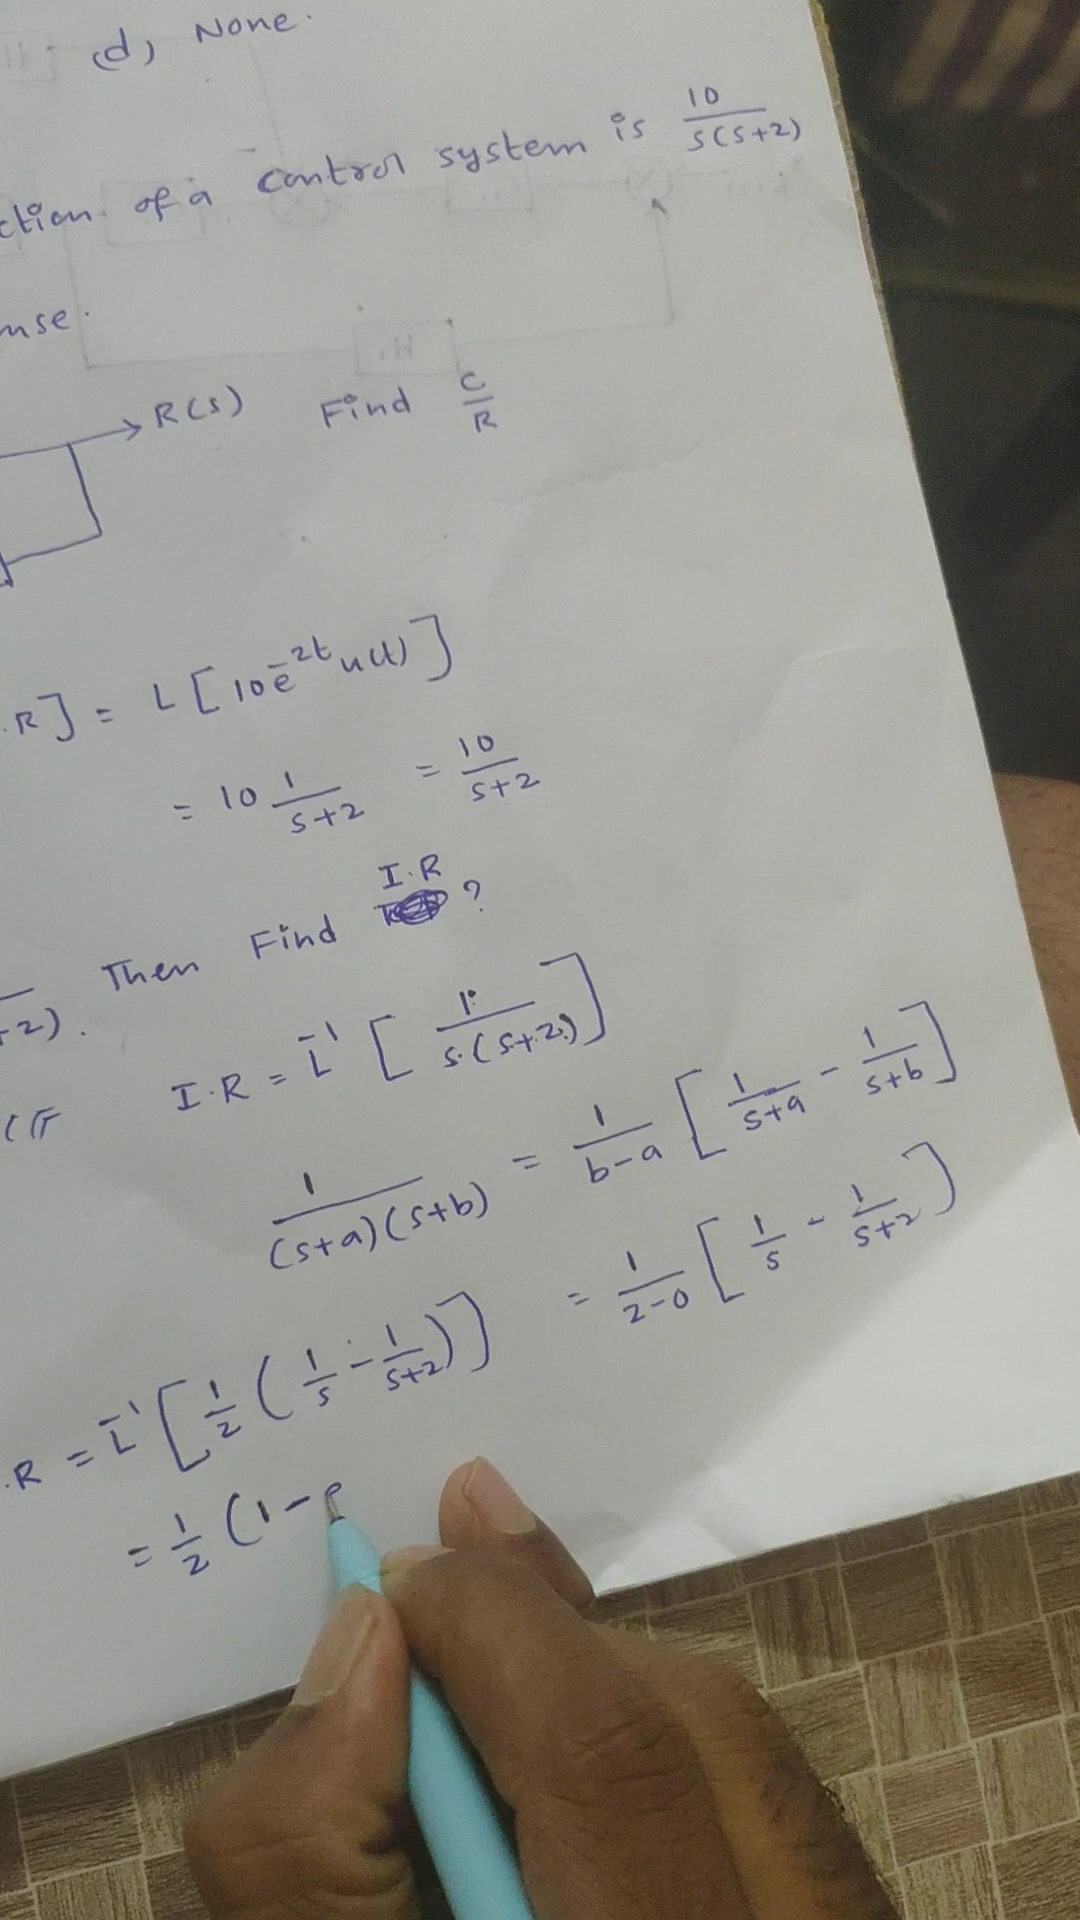 (d) None.
ction of a control system is 10/s(s+2)
nse.
R(s) Find C/R
.R] = L[10e^-2t u(t)]
= 10 1/s+2 = 10/s+2
+2). Then Find I.R ?
I.R = L^-1 [1/s.(s+2)]
1/(s+a)(s+b) = 1/b-a [1/s+a - 1/s+b]
= 1/2-0 [1/s - 1/s+2]
.R = L^-1 [1/2 (1/s - 1/s+2)]
= 1/2 (1 -